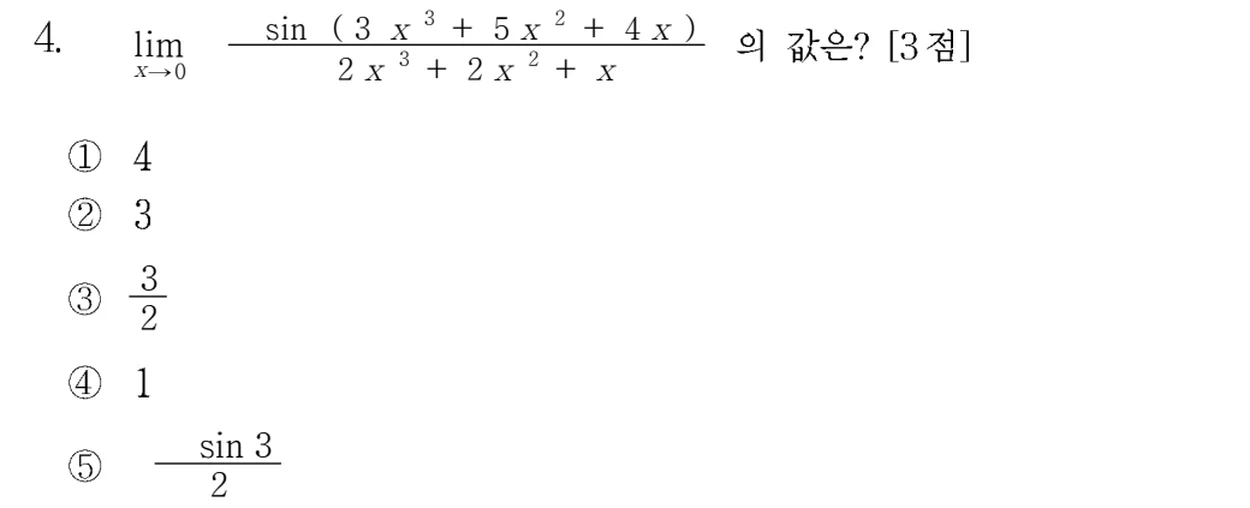 4. lim x→0 sin (3x³ + 5x² + 4x) / 2x³ + 2x² + x 의 값은? [3점]
① 4
② 3
③ 3/2
④ 1
⑤ sin 3 / 2